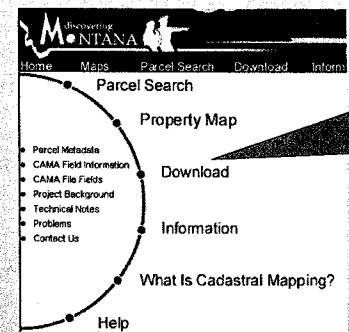 discovering
MONTANA
Home Maps Parcel Search Download Inform
Parcel Search
Property Map
Parcel Metadata
CAMA Field Information
CAMA File Fields
Project Background
Technical Notes
Problems
Contact Us
Download
Information
What Is Cadastral Mapping?
Help